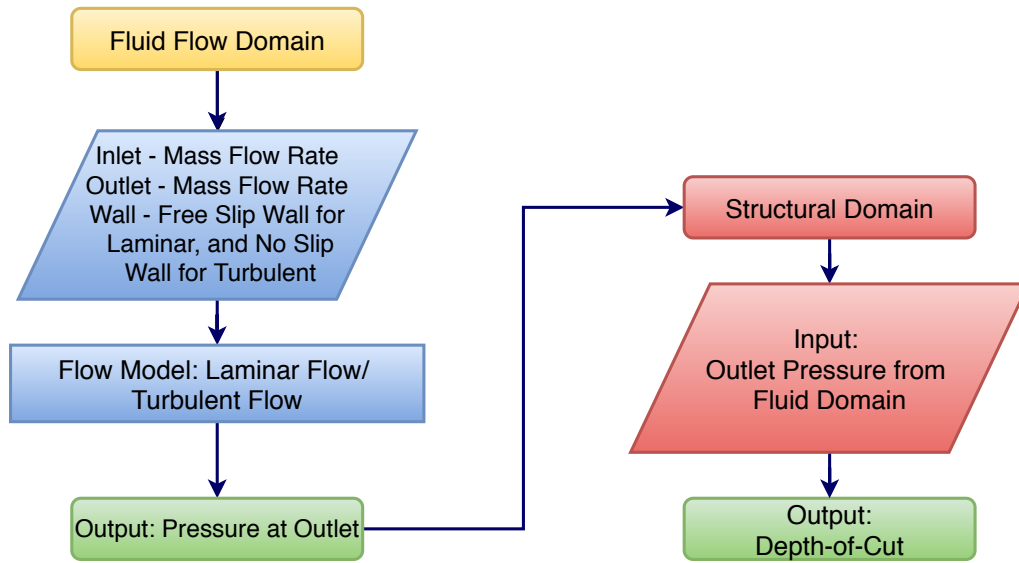 Fluid Flow Domain
Inlet - Mass Flow Rate
Outlet - Mass Flow Rate
Wall - Free Slip Wall for
Laminar, and No Slip
Wall for Turbulent
Flow Model: Laminar Flow/
Turbulent Flow
Output: Pressure at Outlet
Structural Domain
Input:
Outlet Pressure from
Fluid Domain
Output:
Depth-of-Cut